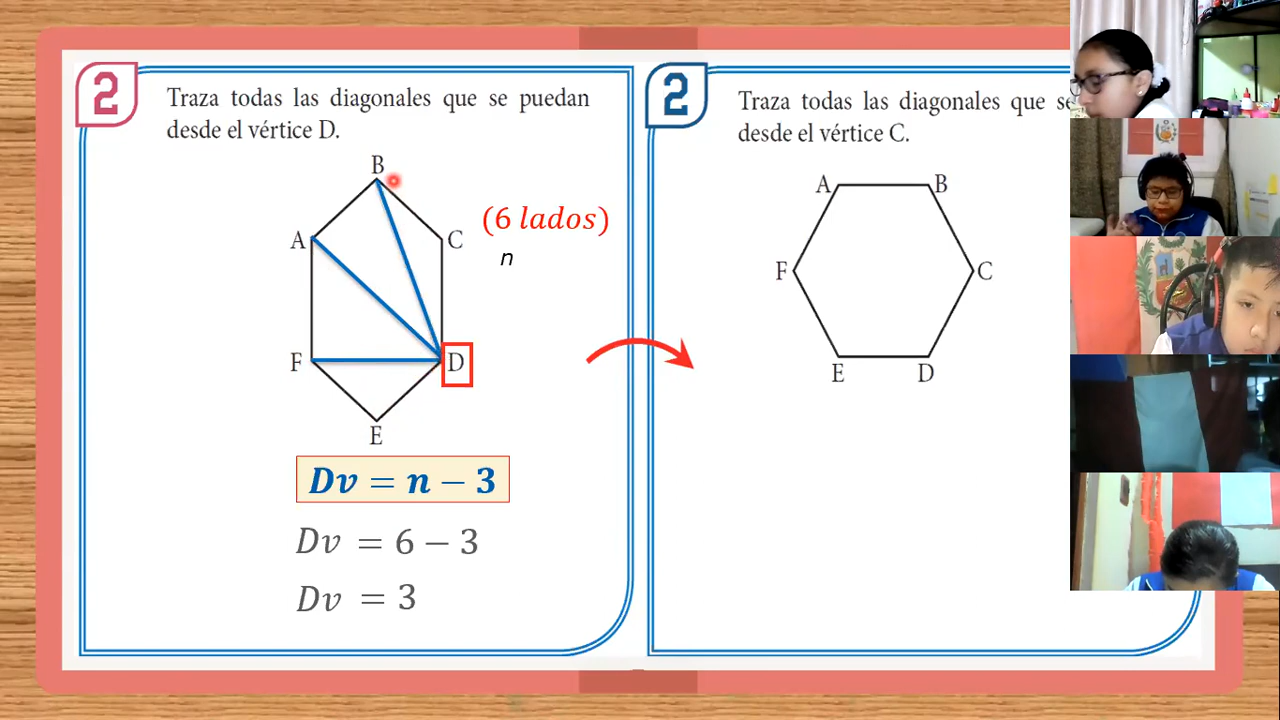 2
Traza todas las diagonales que se puedan
desde el vértice D.
B
A
C
(6 lados)
n
F
D
E
Dv = n − 3
Dv = 6 − 3
Dv = 3
2
Traza todas las diagonales que se
desde el vértice C.
A
B
F
C
E
D